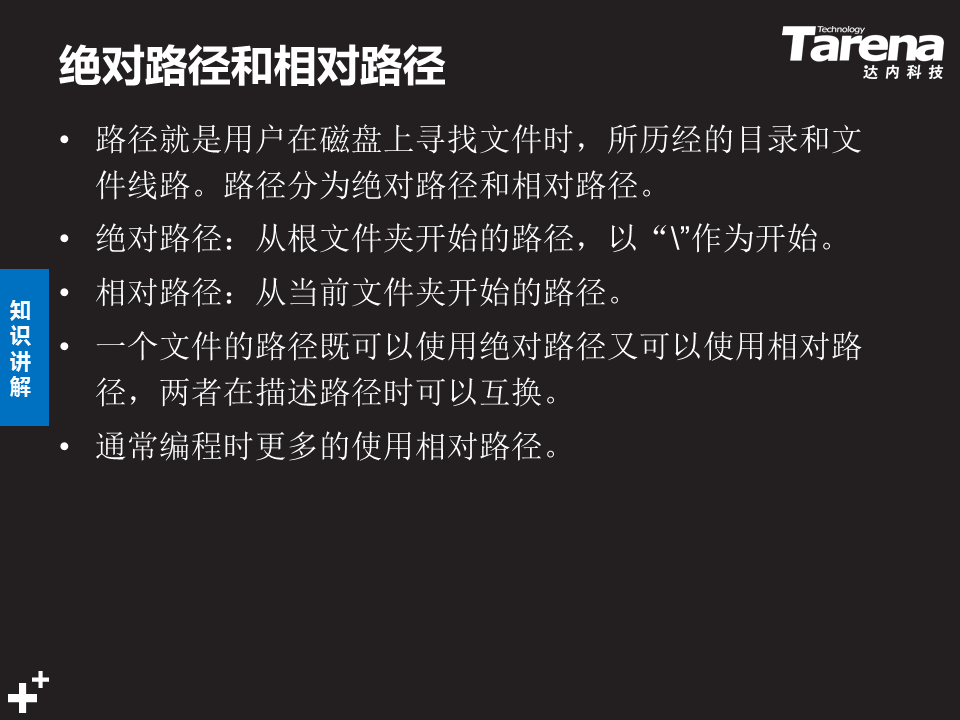 绝对路径和相对路径
Technology
Tarena
达内科技
• 路径就是用户在磁盘上寻找文件时，所历经的目录和文
件线路。路径分为绝对路径和相对路径。
• 绝对路径：从根文件夹开始的路径，以“\”作为开始。
• 相对路径：从当前文件夹开始的路径。
• 一个文件的路径既可以使用绝对路径又可以使用相对路
径，两者在描述路径时可以互换。
• 通常编程时更多的使用相对路径。
知
识
讲
解